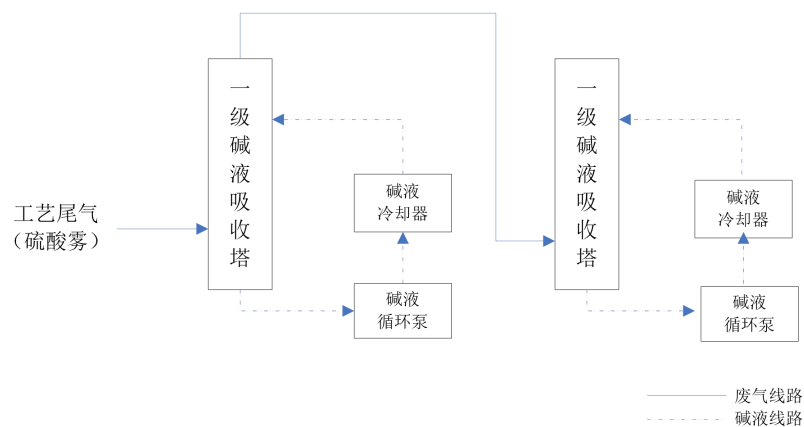 一级碱液吸收塔
一级碱液吸收塔
碱液
冷却器
碱液
冷却器
工艺尾气
（硫酸雾）
碱液
循环泵
碱液
循环泵
废气线路
碱液线路